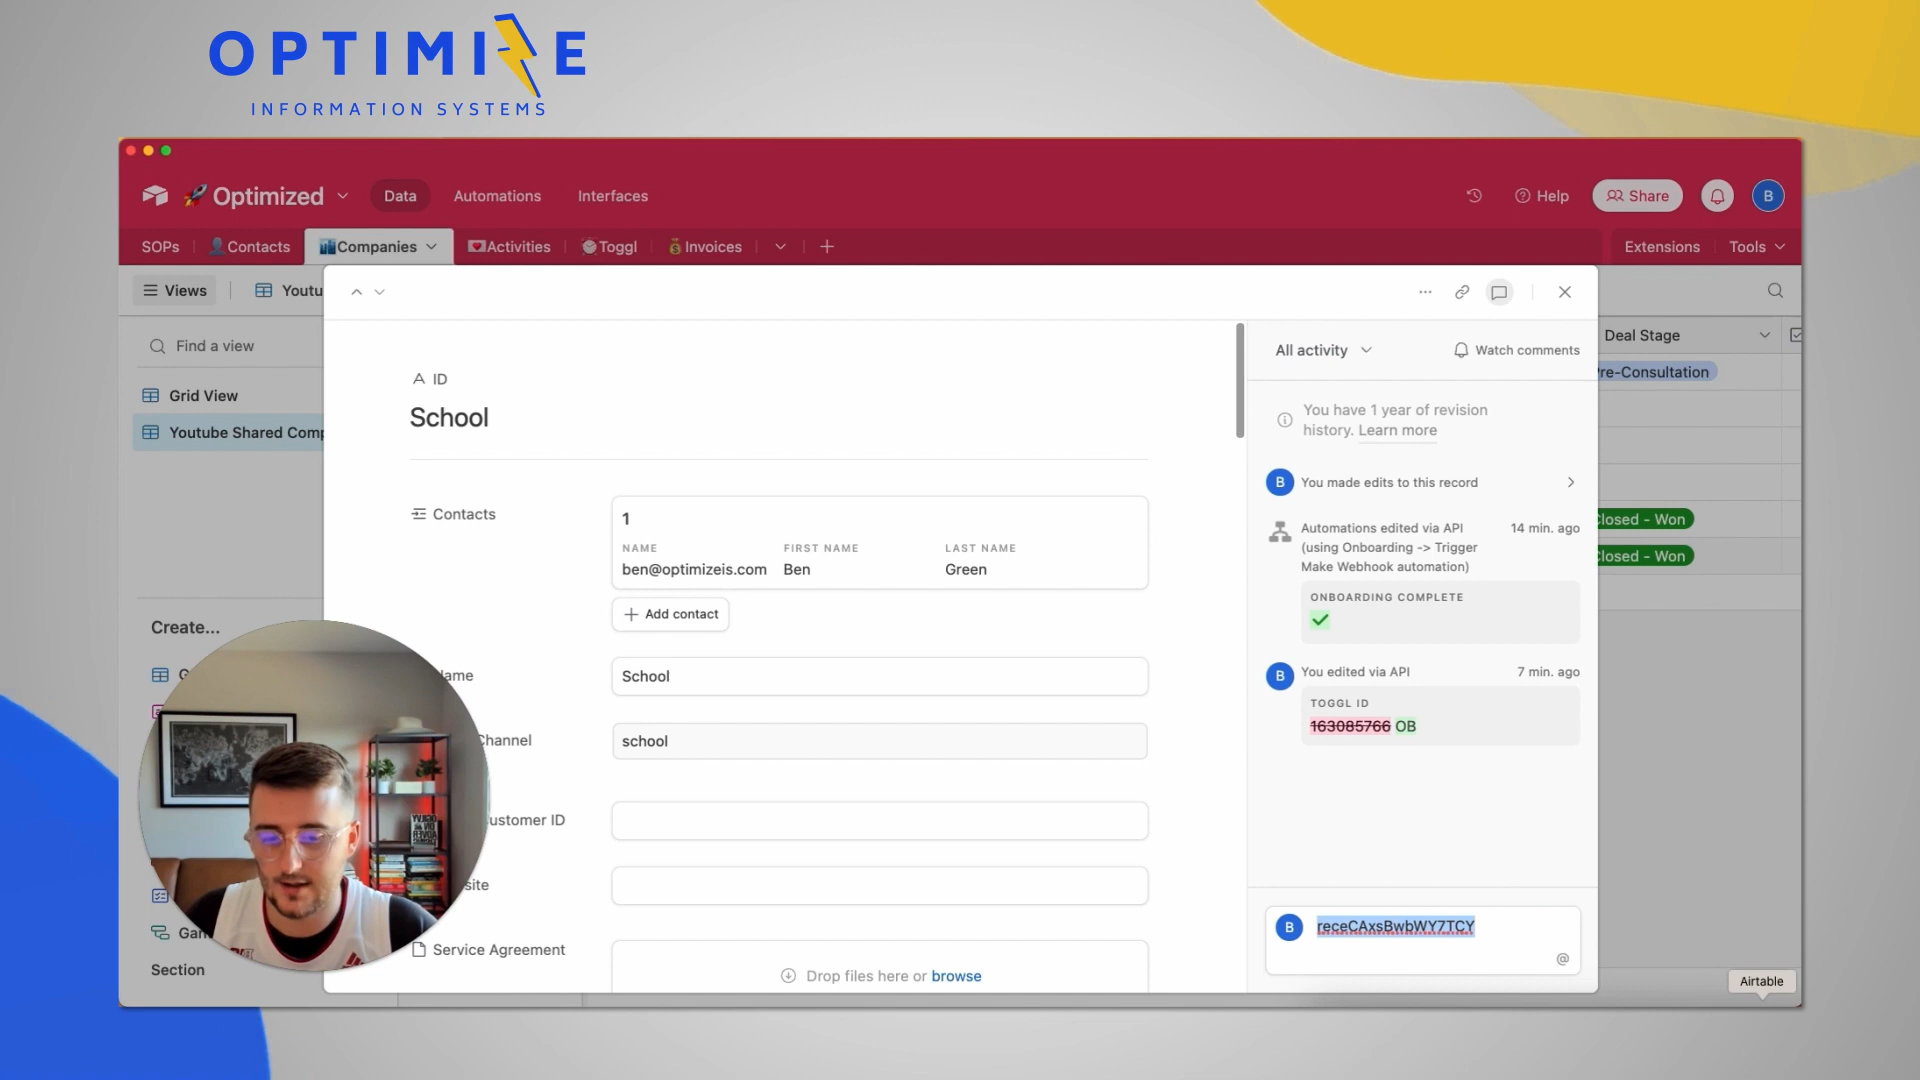 OPTIMIZE
INFORMATION SYSTEMS
Optimized
Data
Automations
Interfaces
Help
Share
B
SOPs
Contacts
Companies
Activities
Toggl
Invoices
Extensions
Tools
Views
Youtu
Find a view
Grid View
Youtube Shared Comp
Create...
Section
ID
School
Contacts
1
NAME
FIRST NAME
LAST NAME
ben@optimizeis.com
Ben
Green
Add contact
ame
School
Channel
school
ustomer ID
site
Service Agreement
Drop files here or browse
All activity
Watch comments
You have 1 year of revision
history. Learn more
B
You made edits to this record
Automations edited via API
14 min. ago
(using Onboarding -> Trigger
Make Webhook automation)
ONBOARDING COMPLETE
B
You edited via API
7 min. ago
TOGGL ID
163085766 OB
B
receCAxsBwbWY7TCY
@
Deal Stage
re-Consultation
losed - Won
losed - Won
Airtable